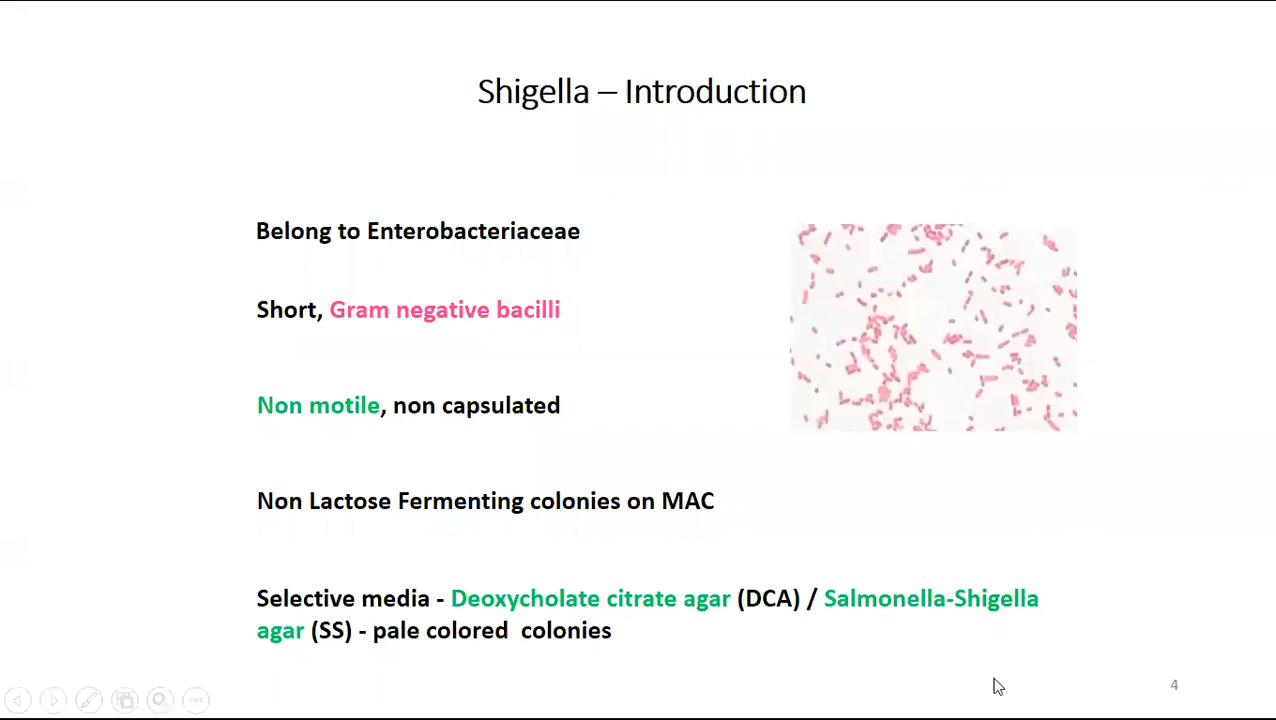 Shigella – Introduction
Belong to Enterobacteriaceae
Short, Gram negative bacilli
Non motile, non capsulated
Non Lactose Fermenting colonies on MAC
Selective media - Deoxycholate citrate agar (DCA) / Salmonella-Shigella
agar (SS) - pale colored  colonies
4